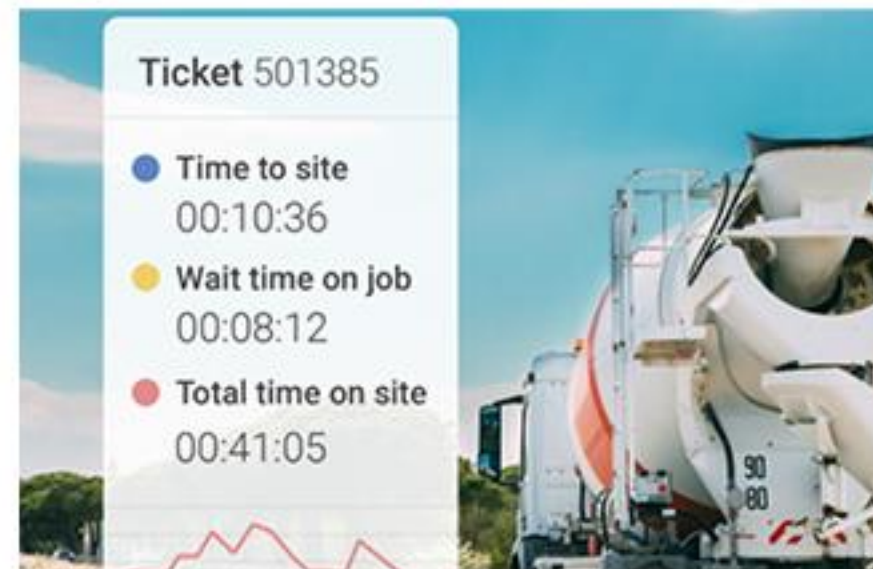 Ticket 501385
Time to site
00:10:36
Wait time on job
00:08:12
Total time on site
00:41:05
90
80